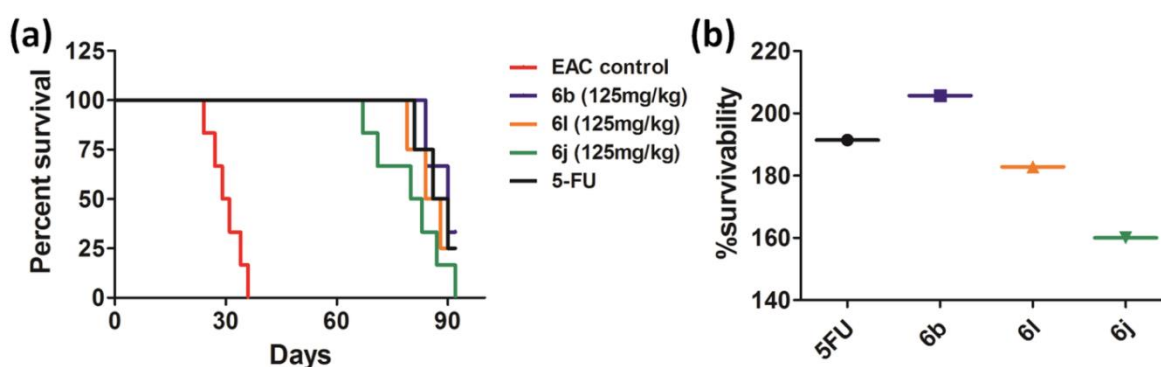 (a)
Percent survival
125
100
75
50
25
0
0 30 60 90
Days
EAC control
6b (125mg/kg)
6l (125mg/kg)
6j (125mg/kg)
5-FU
(b)
%survivability
220
200
180
160
140
5FU 6b 6l 6j